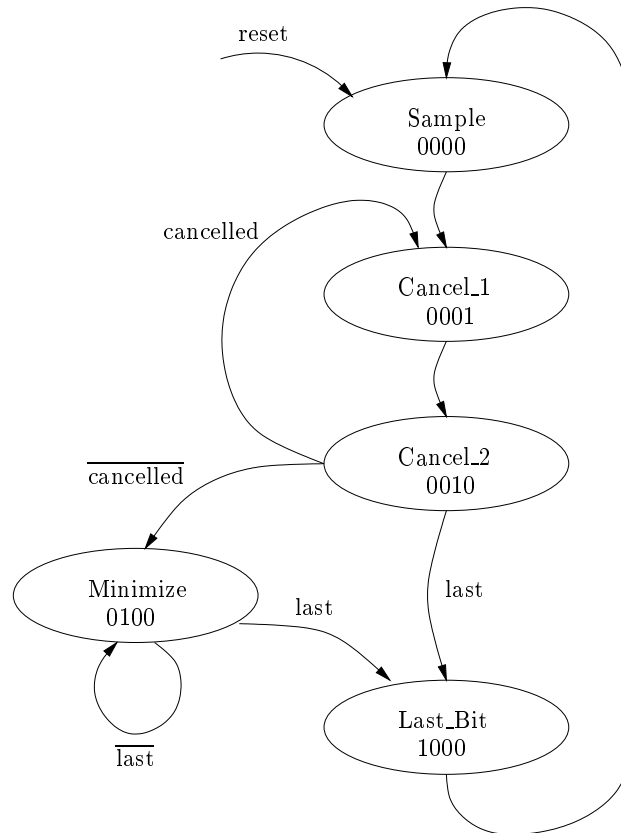 reset
Sample
0000
cancelled
Cancel_1
0001
Cancel_2
0010
cancelled
Minimize
0100
last
last
last
Last_Bit
1000